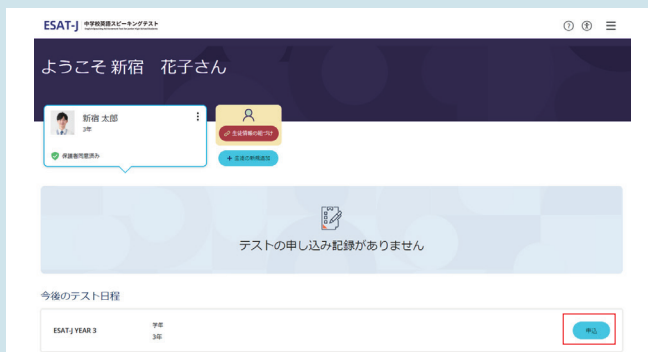 ESAT-J 中学校英語スピーキングテスト
ようこそ 新宿　花子さん
新宿 太郎
3年
保護者同意済み
生徒情報の紐づけ
+ 生徒の新規追加
テストの申し込み記録がありません
今後のテスト日程
ESAT-J YEAR 3
学年
3年
申込